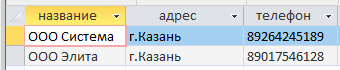 название адрес телефон
ООО Система г.Казань 89264245189
ООО Элита г.Казань 89017546128